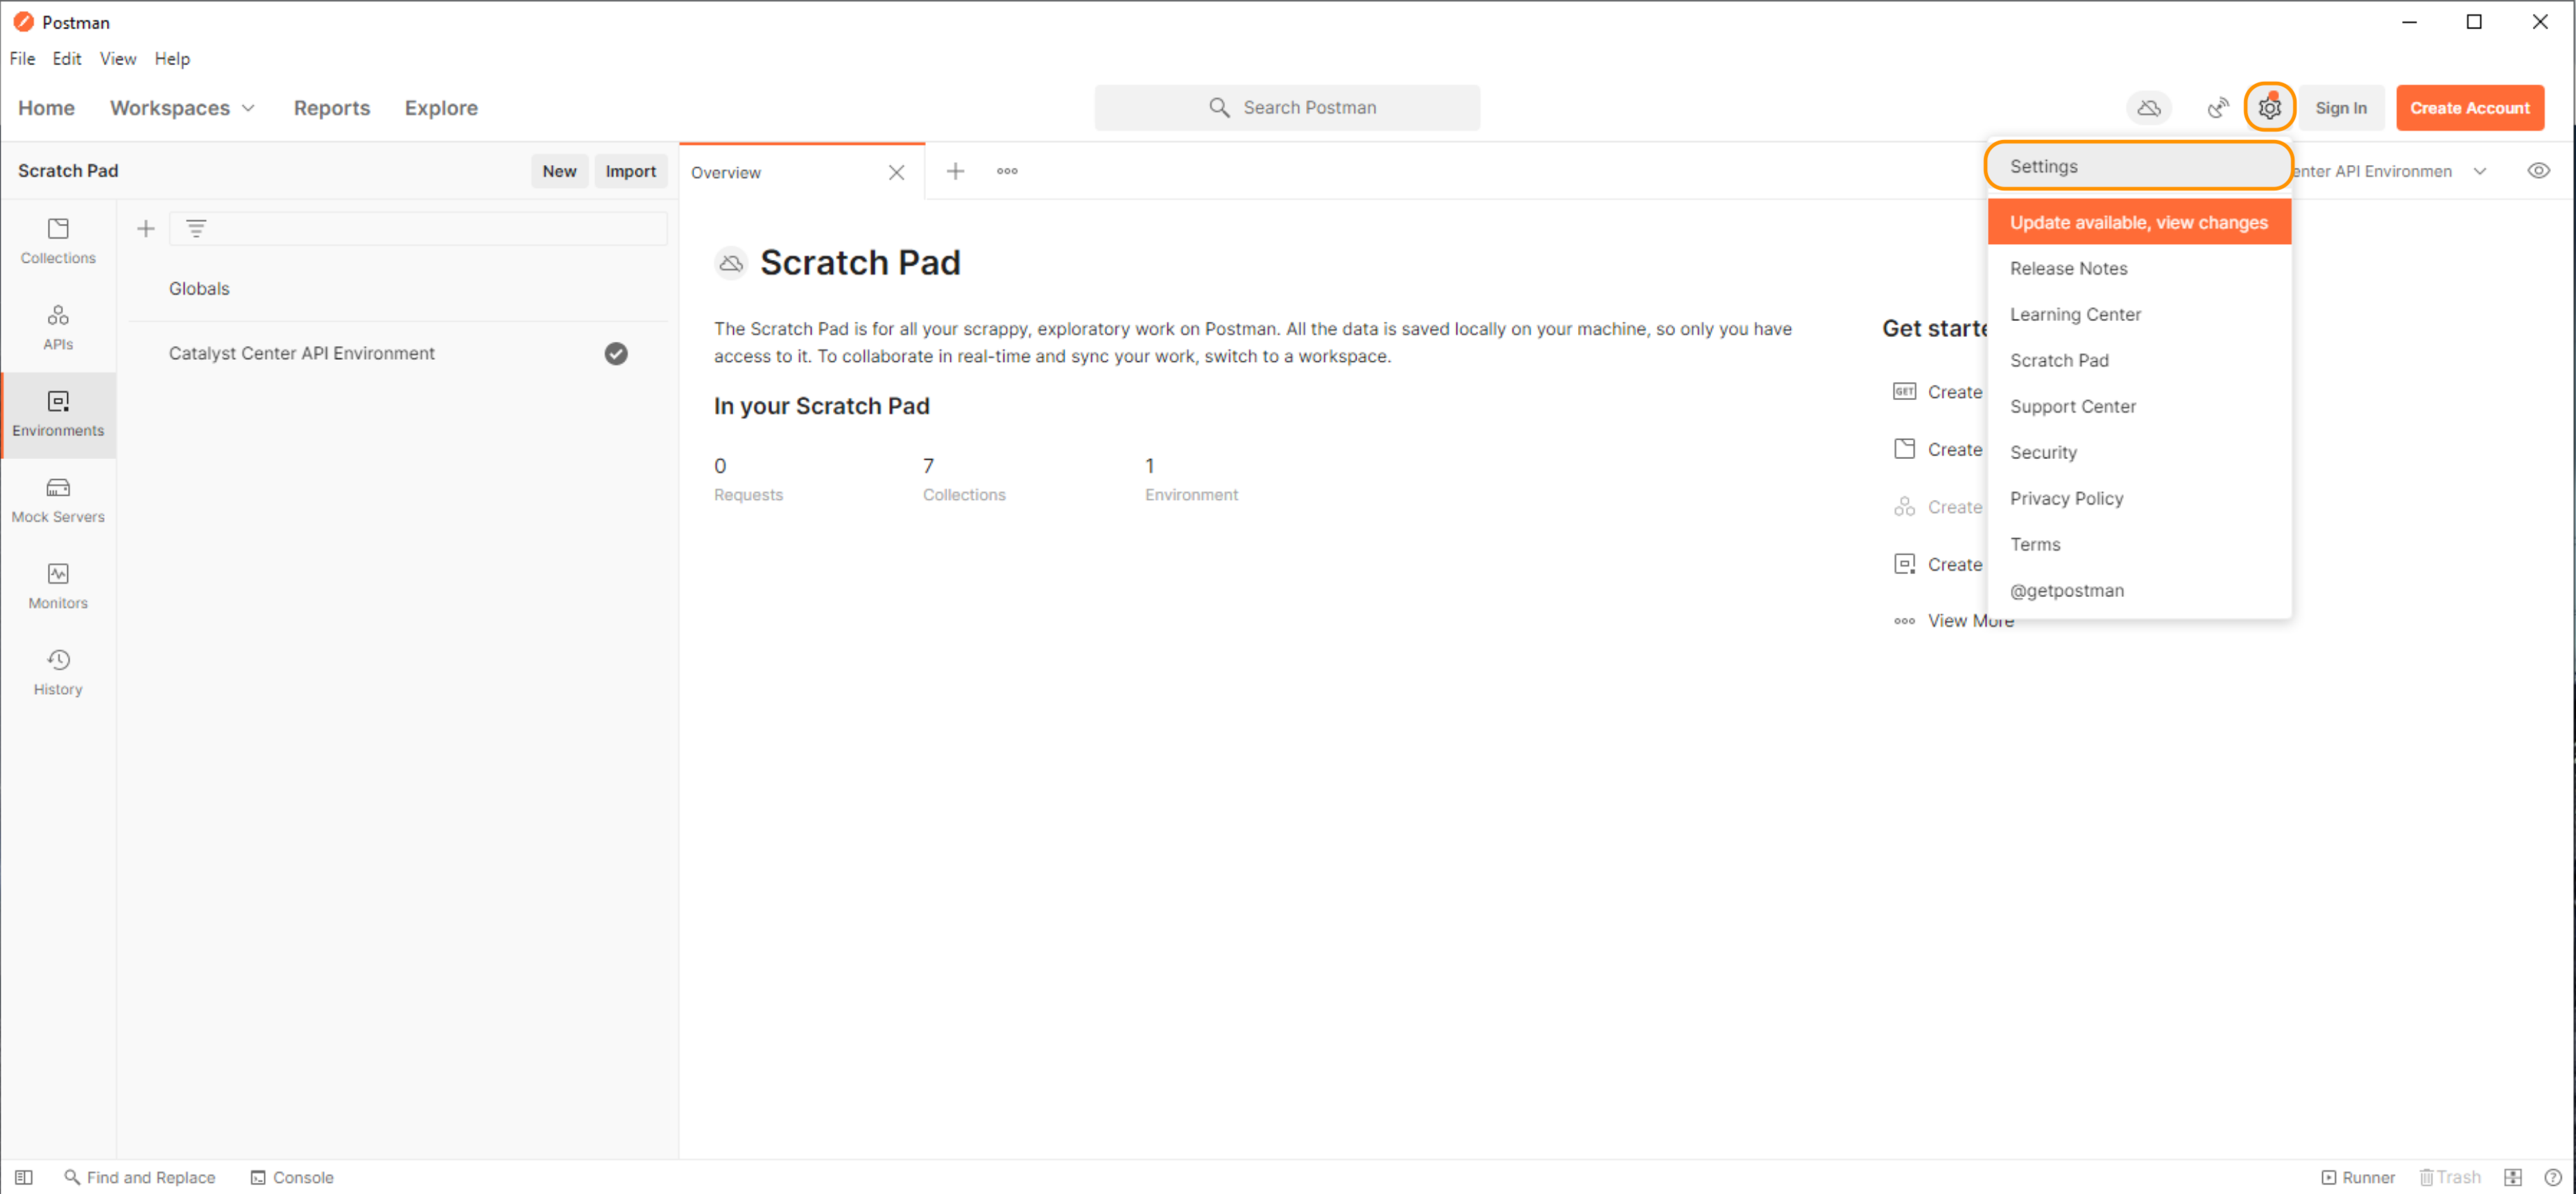 Postman
File Edit View Help
Home Workspaces Reports Explore
Search Postman
Sign In
Create Account
Scratch Pad
New
Import
Overview
Settings
API Environmen
Collections
APIs
Environments
Mock Servers
Monitors
History
Globals
Catalyst Center API Environment
Scratch Pad
The Scratch Pad is for all your scrappy, exploratory work on Postman. All the data is saved locally on your machine, so only you have
access to it. To collaborate in real-time and sync your work, switch to a workspace.
In your Scratch Pad
0
Requests
7
Collections
1
Environment
Get
GET Create
Create
Create
Create
View More
Update available, view changes
Release Notes
Learning Center
Scratch Pad
Support Center
Security
Privacy Policy
Terms
@getpostman
Find and Replace
Console
Runner
Trash